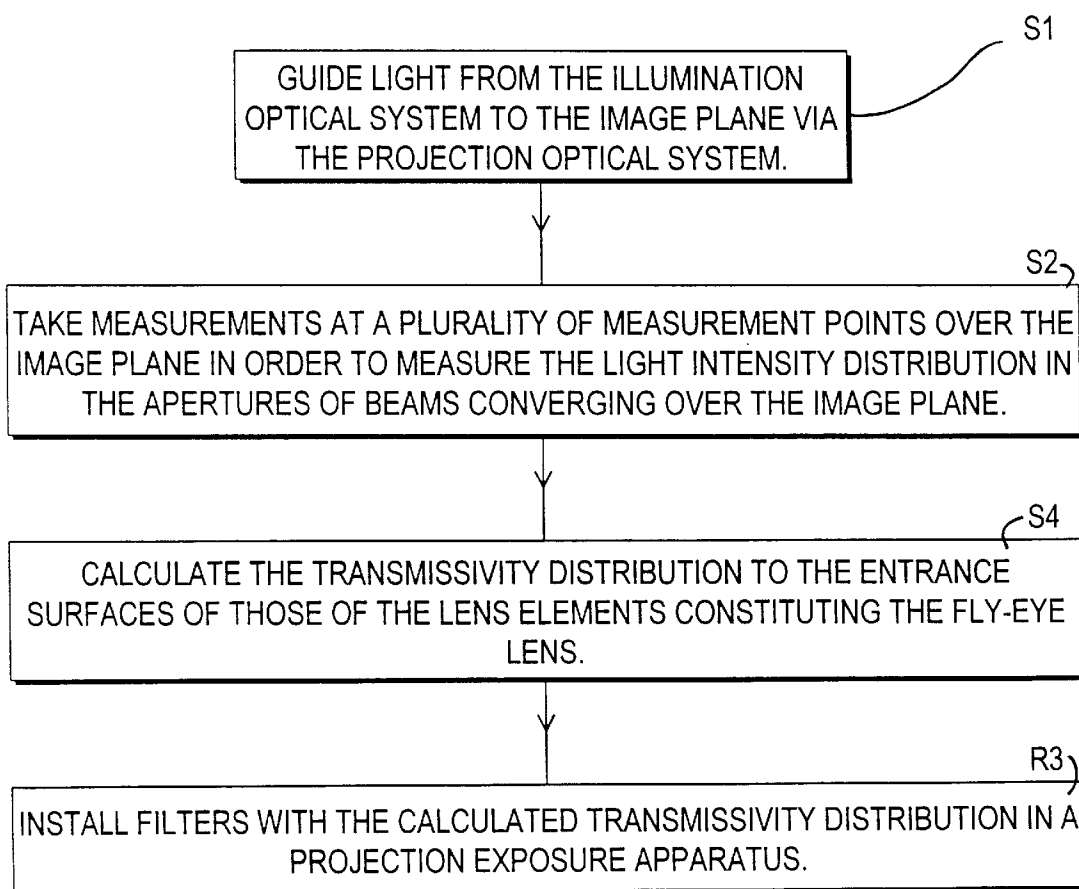 S1
GUIDE LIGHT FROM THE ILLUMINATION
OPTICAL SYSTEM TO THE IMAGE PLANE VIA
THE PROJECTION OPTICAL SYSTEM.
S2
TAKE MEASUREMENTS AT A PLURALITY OF MEASUREMENT POINTS OVER THE
IMAGE PLANE IN ORDER TO MEASURE THE LIGHT INTENSITY DISTRIBUTION IN
THE APERTURES OF BEAMS CONVERGING OVER THE IMAGE PLANE.
S4
CALCULATE THE TRANSMISSIVITY DISTRIBUTION TO THE ENTRANCE
SURFACES OF THOSE OF THE LENS ELEMENTS CONSTITUTING THE FLY-EYE
LENS.
R3
INSTALL FILTERS WITH THE CALCULATED TRANSMISSIVITY DISTRIBUTION IN A
PROJECTION EXPOSURE APPARATUS.